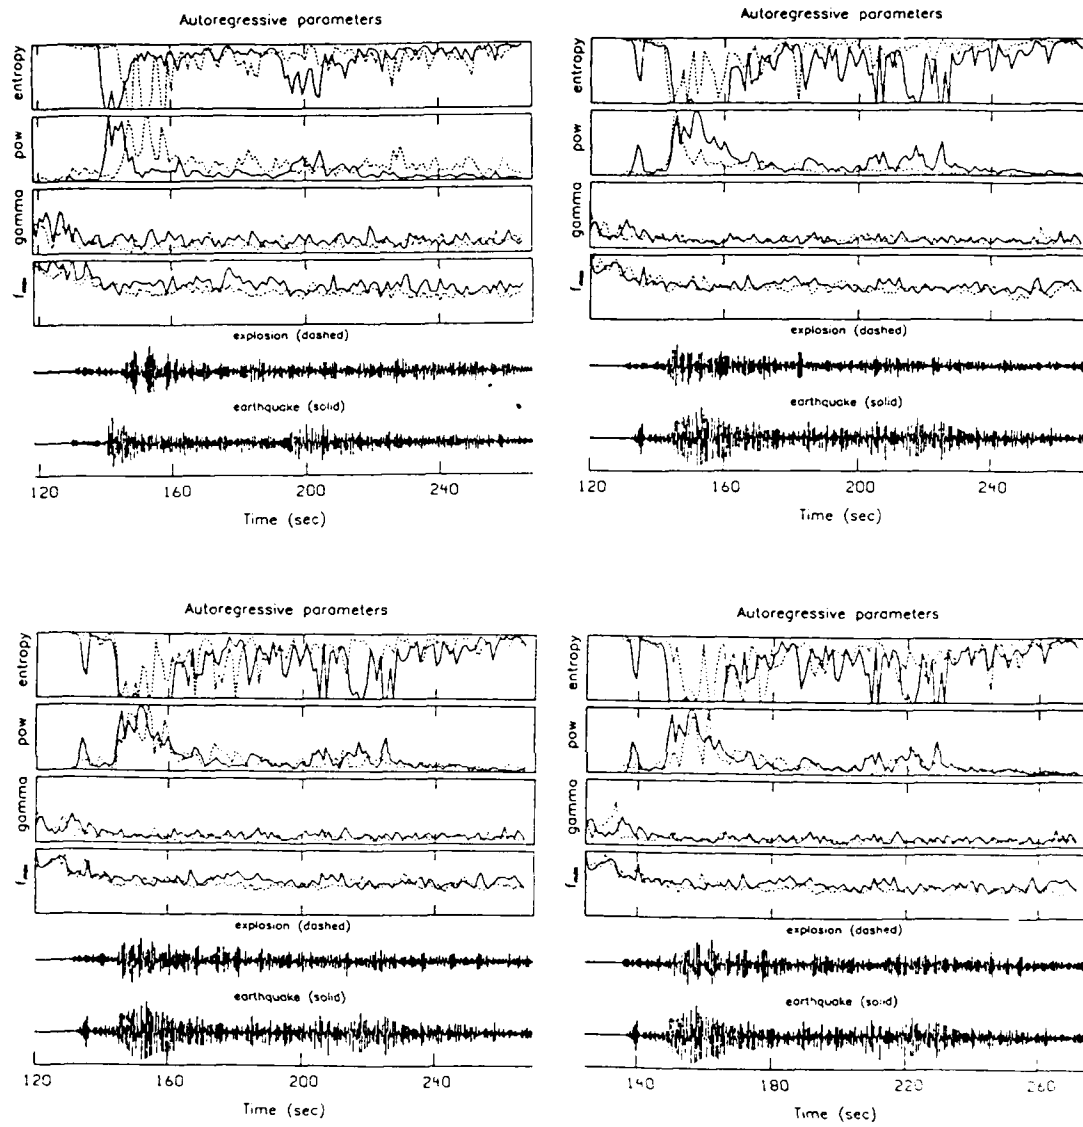 Autoregressive parameters
entropy
pow
gamma
explosion (dashed)
earthquake (solid)
120 160 200 240
Time (sec)
Autoregressive parameters
entropy
pow
gamma
explosion (dashed)
earthquake (solid)
120 160 200 240
Time (sec)
Autoregressive parameters
entropy
pow
gamma
explosion (dashed)
earthquake (solid)
120 160 200 240
Time (sec)
Autoregressive parameters
entropy
pow
gamma
explosion (dashed)
earthquake (solid)
140 180 220 260
Time (sec)